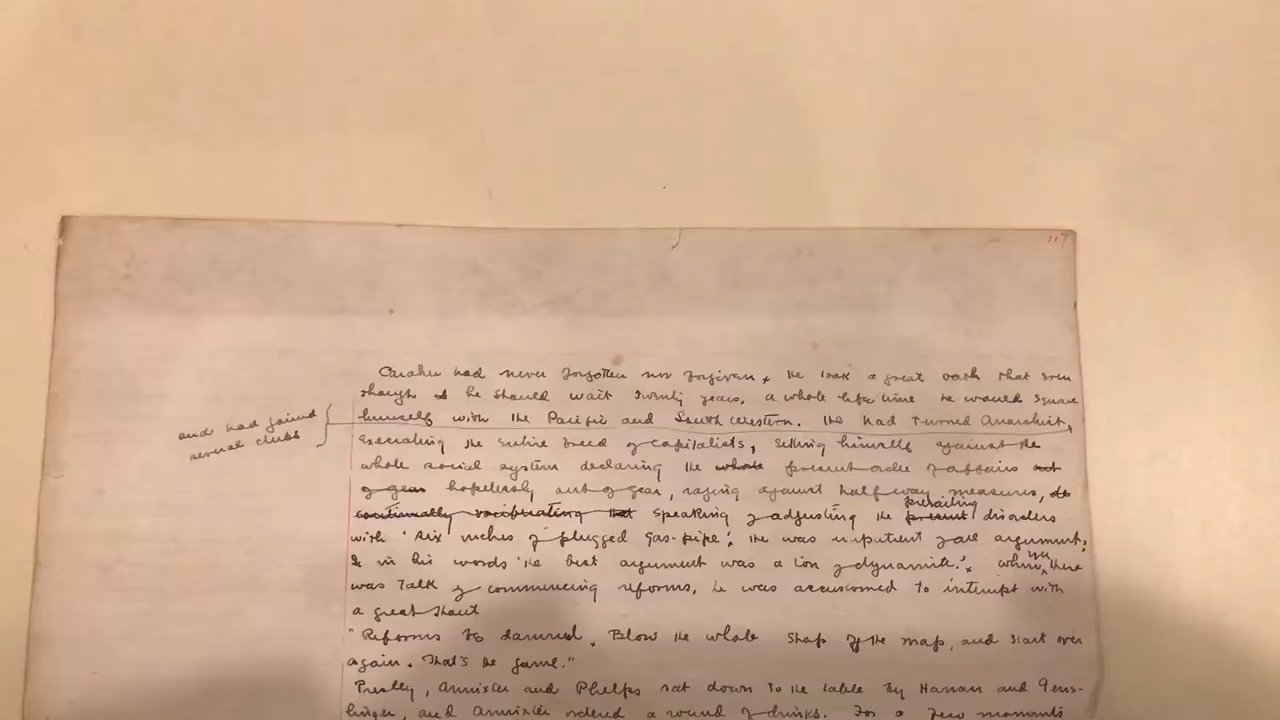 117
Caraher had never forgotten nor forgiven x He took a great oath that even
though he should wait twenty years, a whole life time he would square
himself with the Pacific and South Western. He had turned Anarchist,
and had joined
several clubs
execrating the entire breed of capitalists, setting himself against the
whole social system declaring the whole present order of affairs out
of gear hopelessly out of gear, raging against half way measures,
vociferating that speaking of adjusting the present prevailing disorders
with 'six inches of plugged gas-pipe'. He was impatient of all argument;
in his words 'the best argument was a ton of dynamite.' x when ever there
was talk of commencing reforms, he was accustomed to interrupt with
a great shout
"Reforms be damned. Blow the whole shop off the map, and start over
again. That's the game."
Presley, Annixter and Phelps sat down to the table by Harran and Gens-
linger, and Annixter ordered a round of drinks. For a few moments